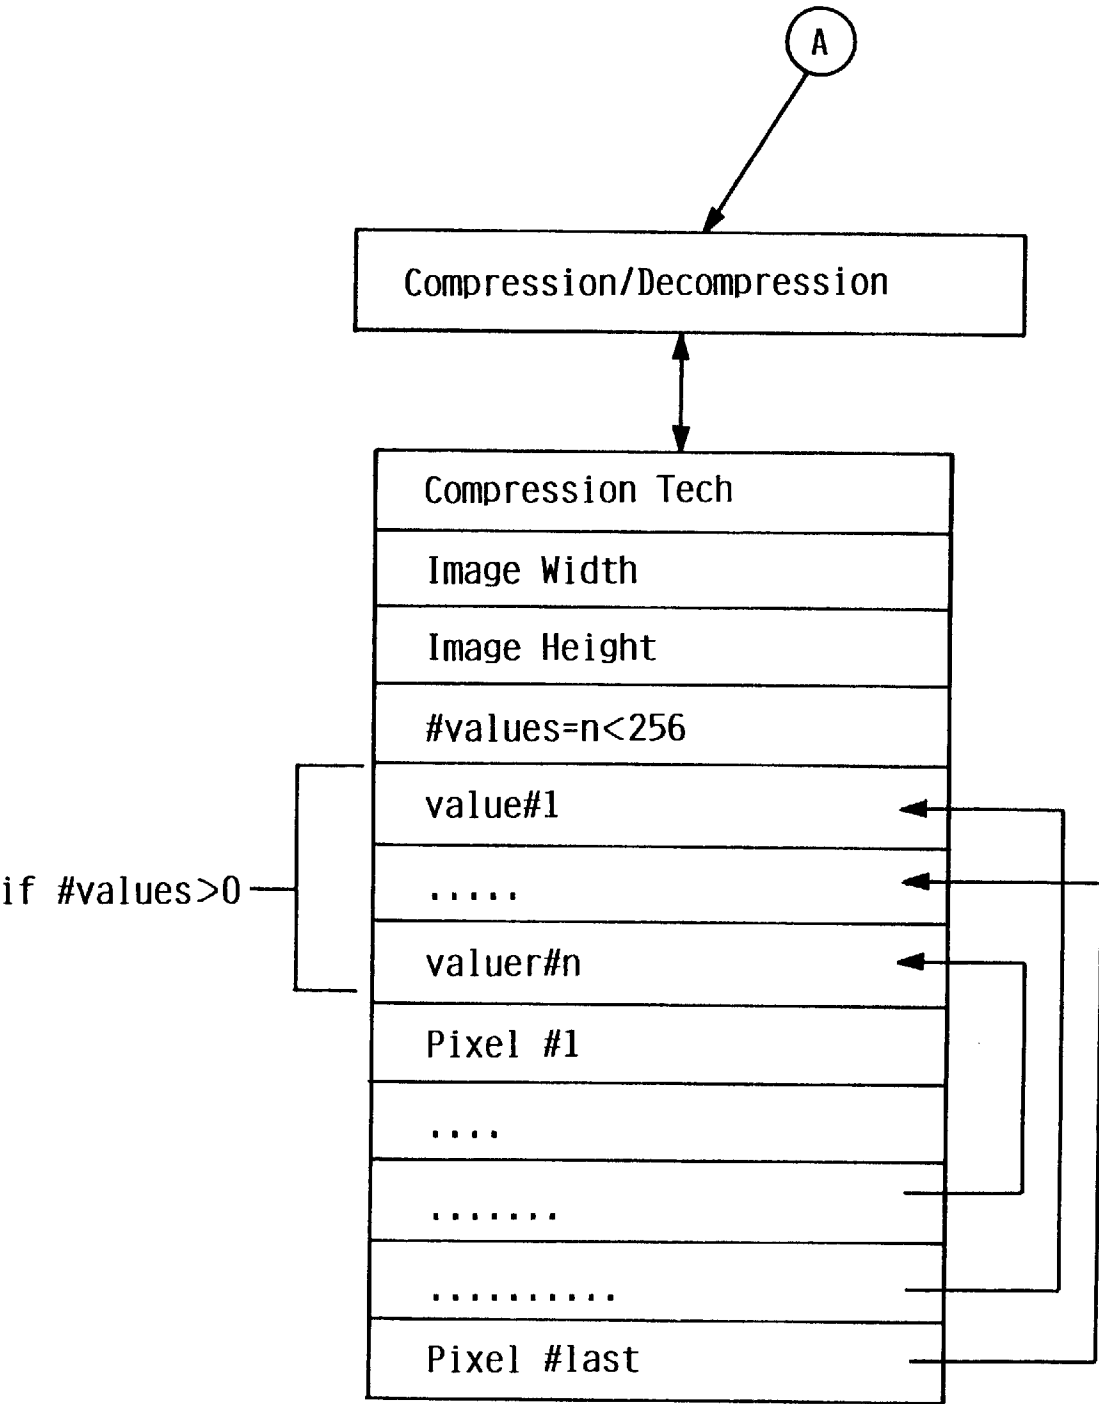 A
Compression/Decompression
Compression Tech
Image Width
Image Height
#values=n<256
value#1
.....
if #values>0
valuer#n
Pixel #1
....
.......
..........
Pixel #last